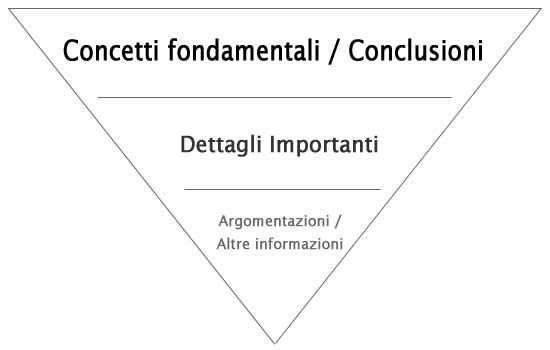 Concetti fondamentali / Conclusioni
Dettagli Importanti
Argomentazioni /
Altre informazioni